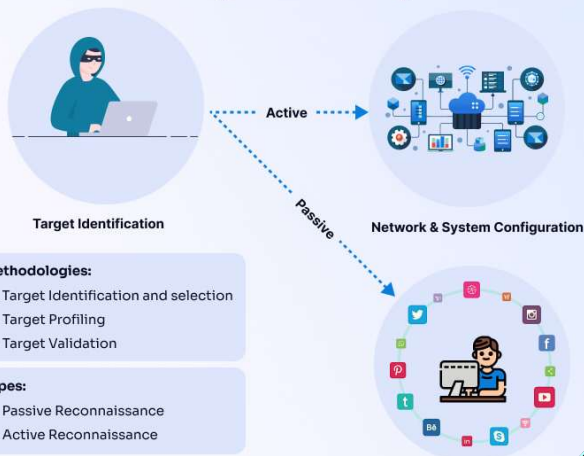 Active
Passive
Target Identification
Network & System Configuration
ethodologies:
Target Identification and selection
Target Profiling
Target Validation
pes:
Passive Reconnaissance
Active Reconnaissance